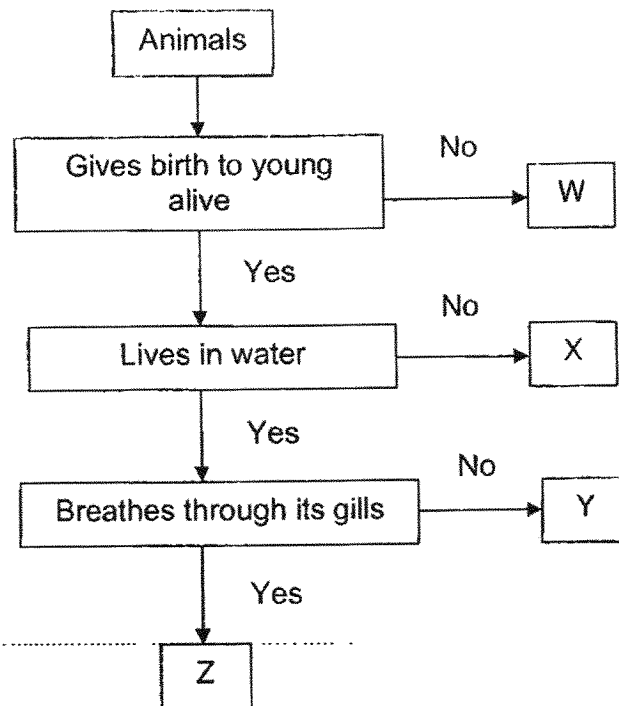 Animals
Gives birth to young
alive
No
W
Yes
Lives in water
No
X
Yes
Breathes through its gills
No
Y
Yes
Z